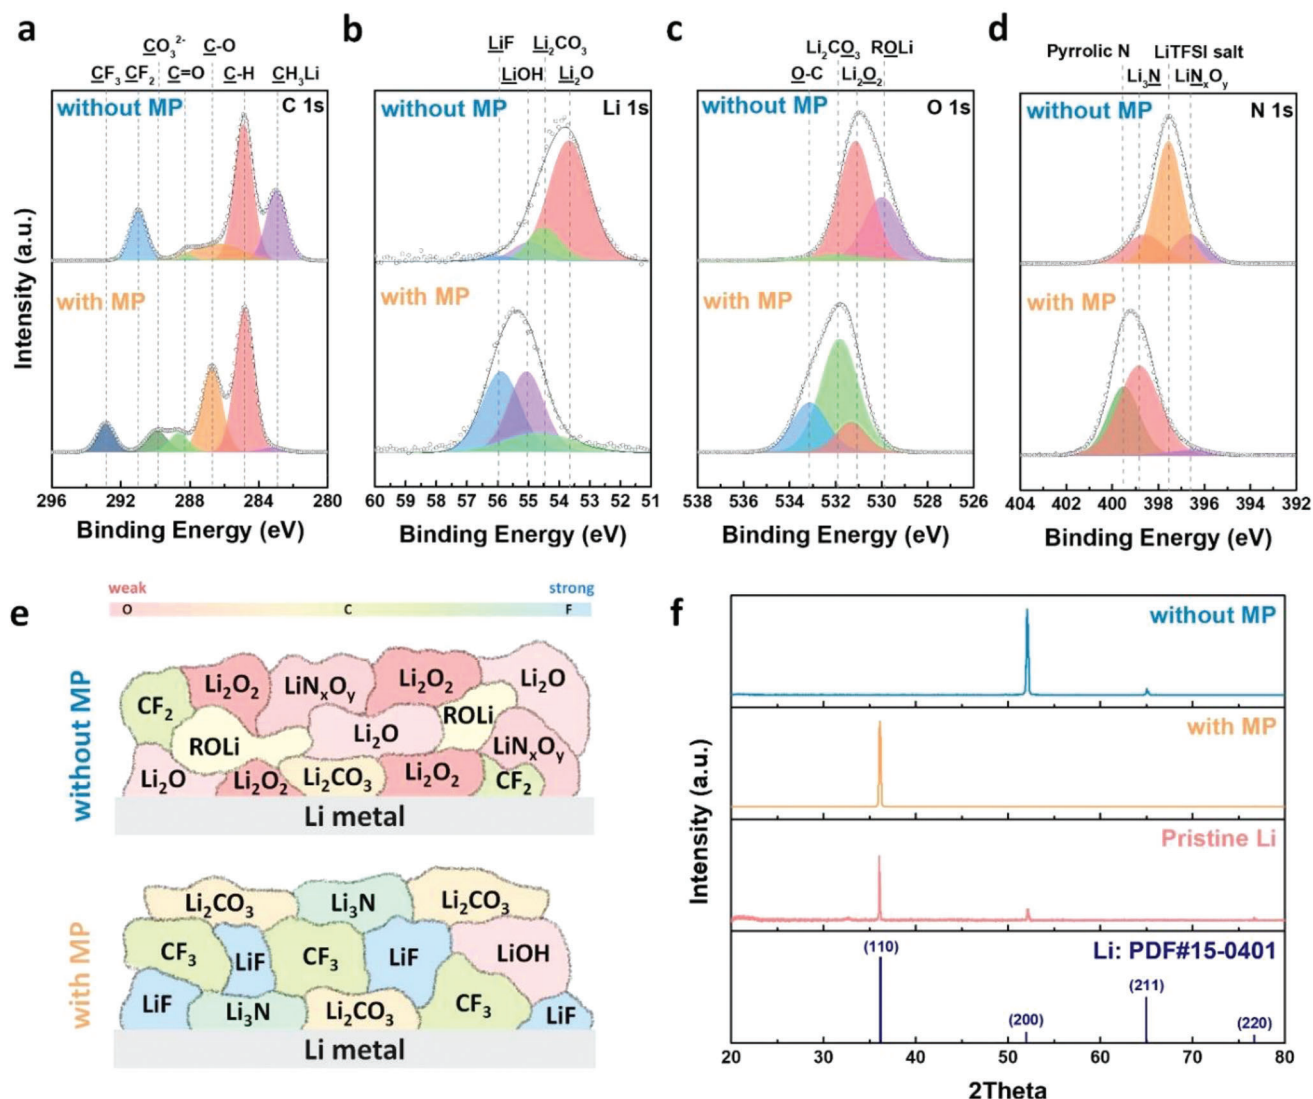 a
CO₃²⁻ C-O
CF₃ CF₂ C=O C-H CH₃Li
without MP
C 1s
with MP
296 292 288 284 280
Binding Energy (eV)
Intensity (a.u.)
b
LiF Li₂CO₃
LiOH Li₂O
without MP
Li 1s
with MP
60 59 58 57 56 55 54 53 52 51
Binding Energy (eV)
c
Li₂CO₃ ROLi
O-C Li₂O₂
without MP
O 1s
with MP
538 536 534 532 530 528 526
Binding Energy (eV)
d
Pyrrolic N LiTFSI salt
Li₃N LiNₓOᵧ
without MP
N 1s
with MP
404 402 400 398 396 394 392
Binding Energy (eV)
e
weak strong
O C F
without MP
CF₂ Li₂O₂ LiNₓOᵧ Li₂O₂ Li₂O
ROLi Li₂O ROLi LiNₓOᵧ
Li₂O Li₂O₂ Li₂CO₃ Li₂O₂ CF₂
Li metal
with MP
Li₂CO₃ Li₃N Li₂CO₃
CF₃ LiF CF₃ LiF LiOH
LiF Li₃N Li₂CO₃ CF₃ LiF
Li metal
f
without MP
with MP
Pristine Li
Li: PDF#15-0401
(110)
(200)
(211)
(220)
20 30 40 50 60 70 80
2Theta
Intensity (a.u.)